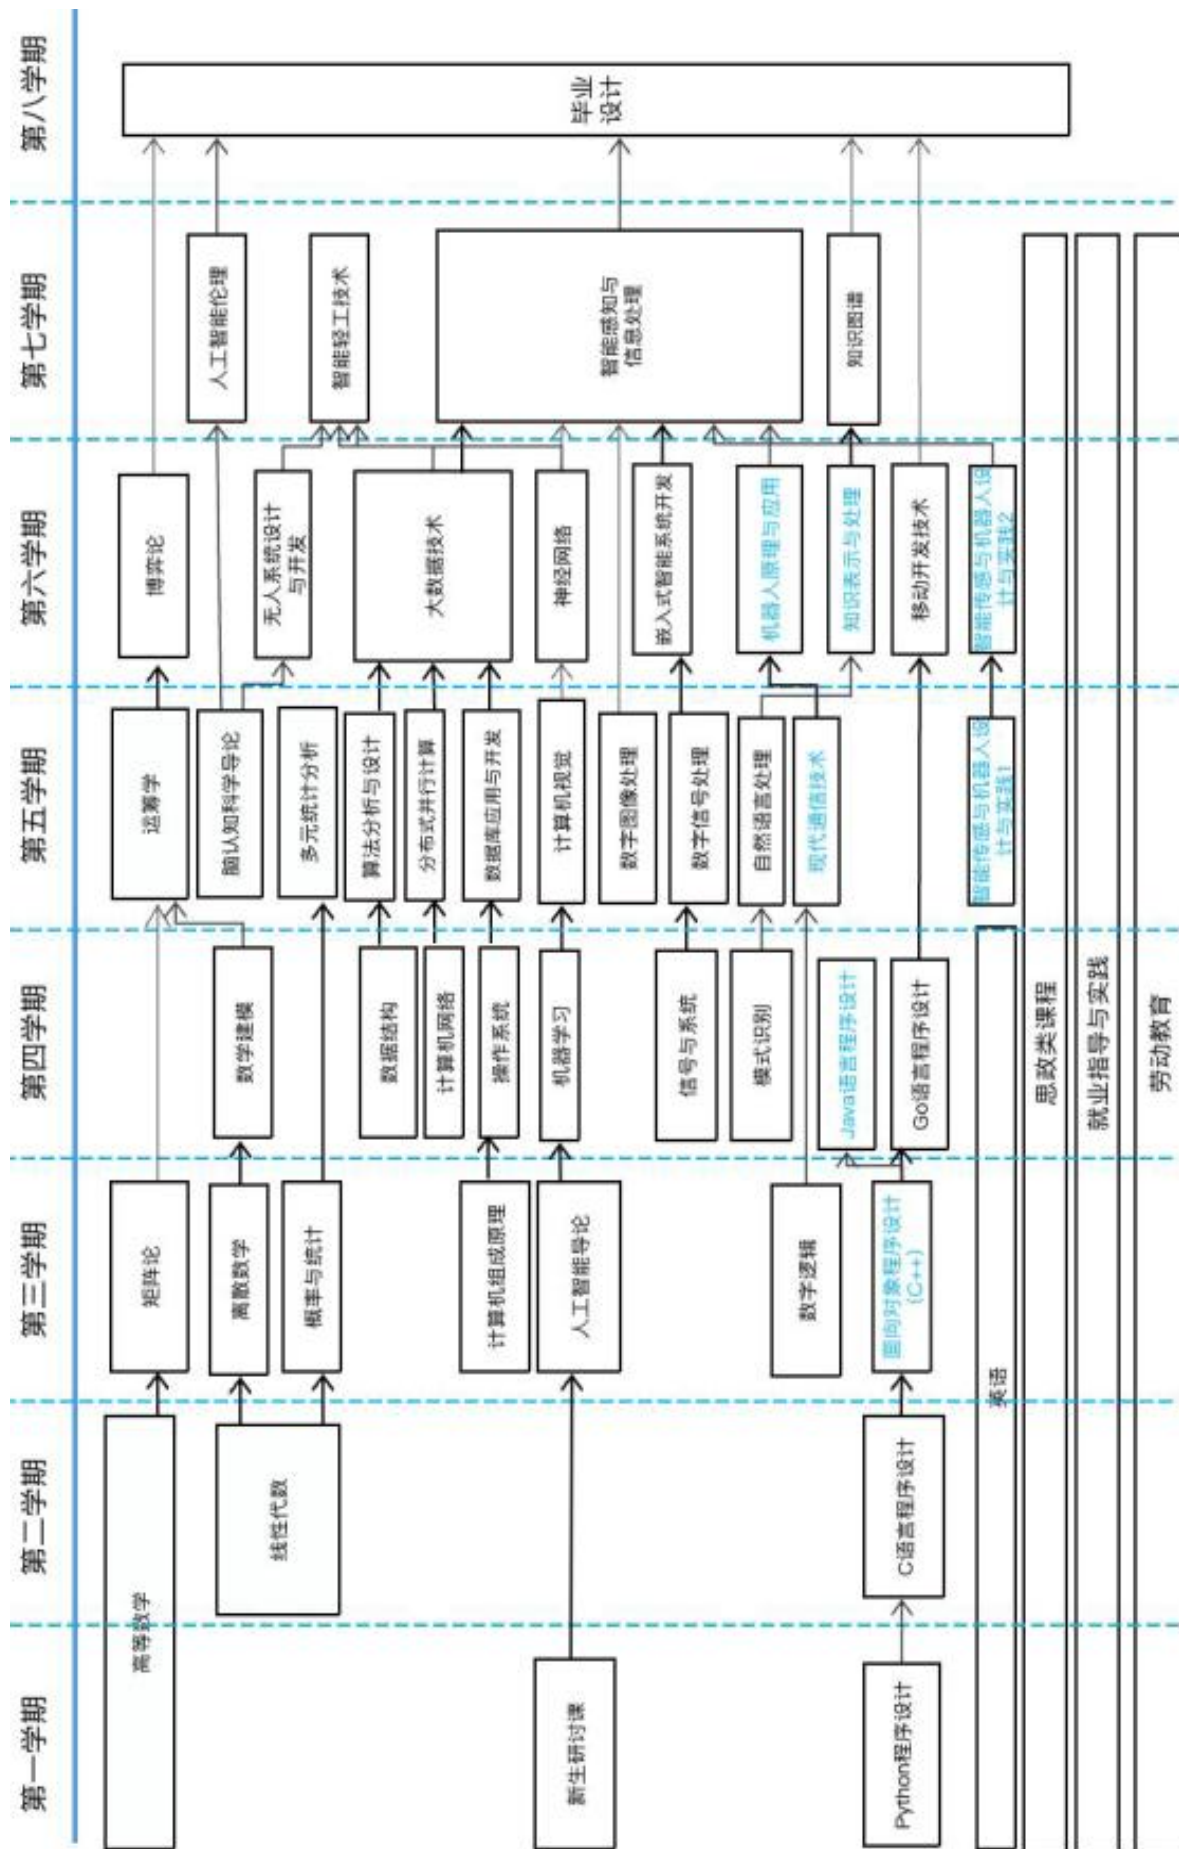 第一学期
第二学期
第三学期
第四学期
第五学期
第六学期
第七学期
第八学期
高等数学
新生研讨课
Python程序设计
线性代数
C语言程序设计
矩阵论
离散数学
概率与统计
计算机组成原理
人工智能导论
数字逻辑
面向对象程序设计
(C++)
数学建模
数据结构
计算机网络
操作系统
机器学习
信号与系统
模式识别
Java语言程序设计
Go语言程序设计
运筹学
脑认知科学导论
多元统计分析
算法分析与设计
分布式并行计算
数据库应用与开发
计算机视觉
数字图像处理
数字信号处理
自然语言处理
现代通信技术
智能传感与机器人设
计与实践1
博弈论
无人系统设计
与开发
大数据技术
神经网络
嵌入式智能系统开发
机器人原理与应用
知识表示与处理
移动开发技术
智能传感与机器人设
计与实践2
人工智能伦理
智能轻工技术
智能感知与
信息处理
知识图谱
毕业
设计
英语
思政类课程
就业指导与实践
劳动教育